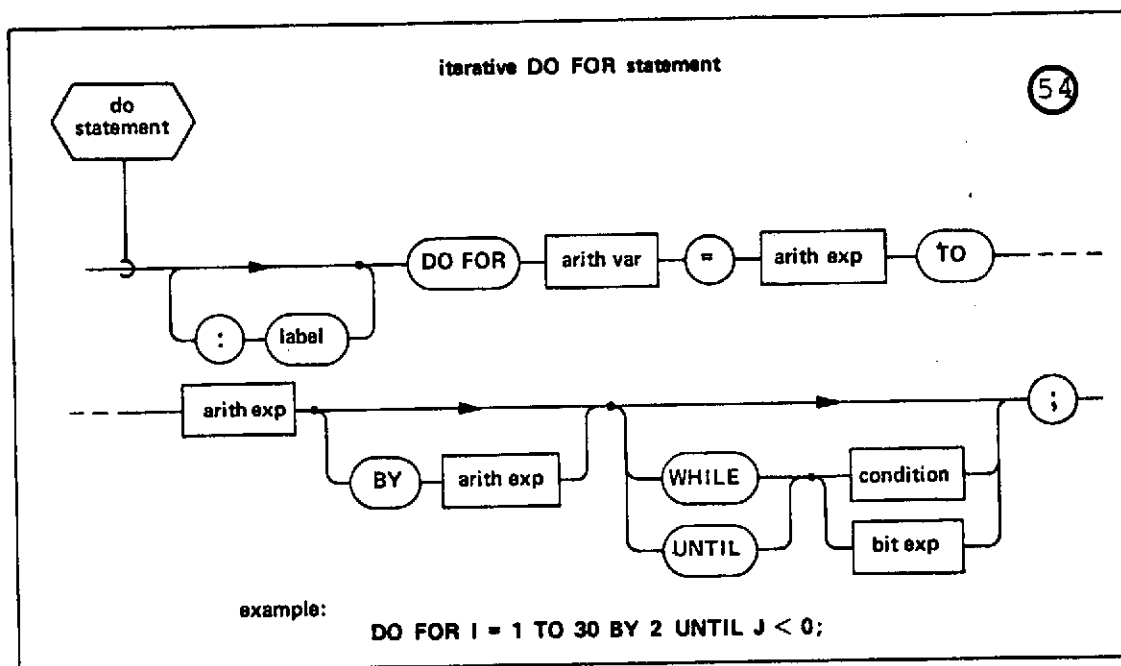 iterative DO FOR statement
54
do
statement
DO FOR arith var = arith exp TO
: label
arith exp
BY arith exp
WHILE condition
UNTIL bit exp
;
example:
DO FOR I = 1 TO 30 BY 2 UNTIL J < 0;